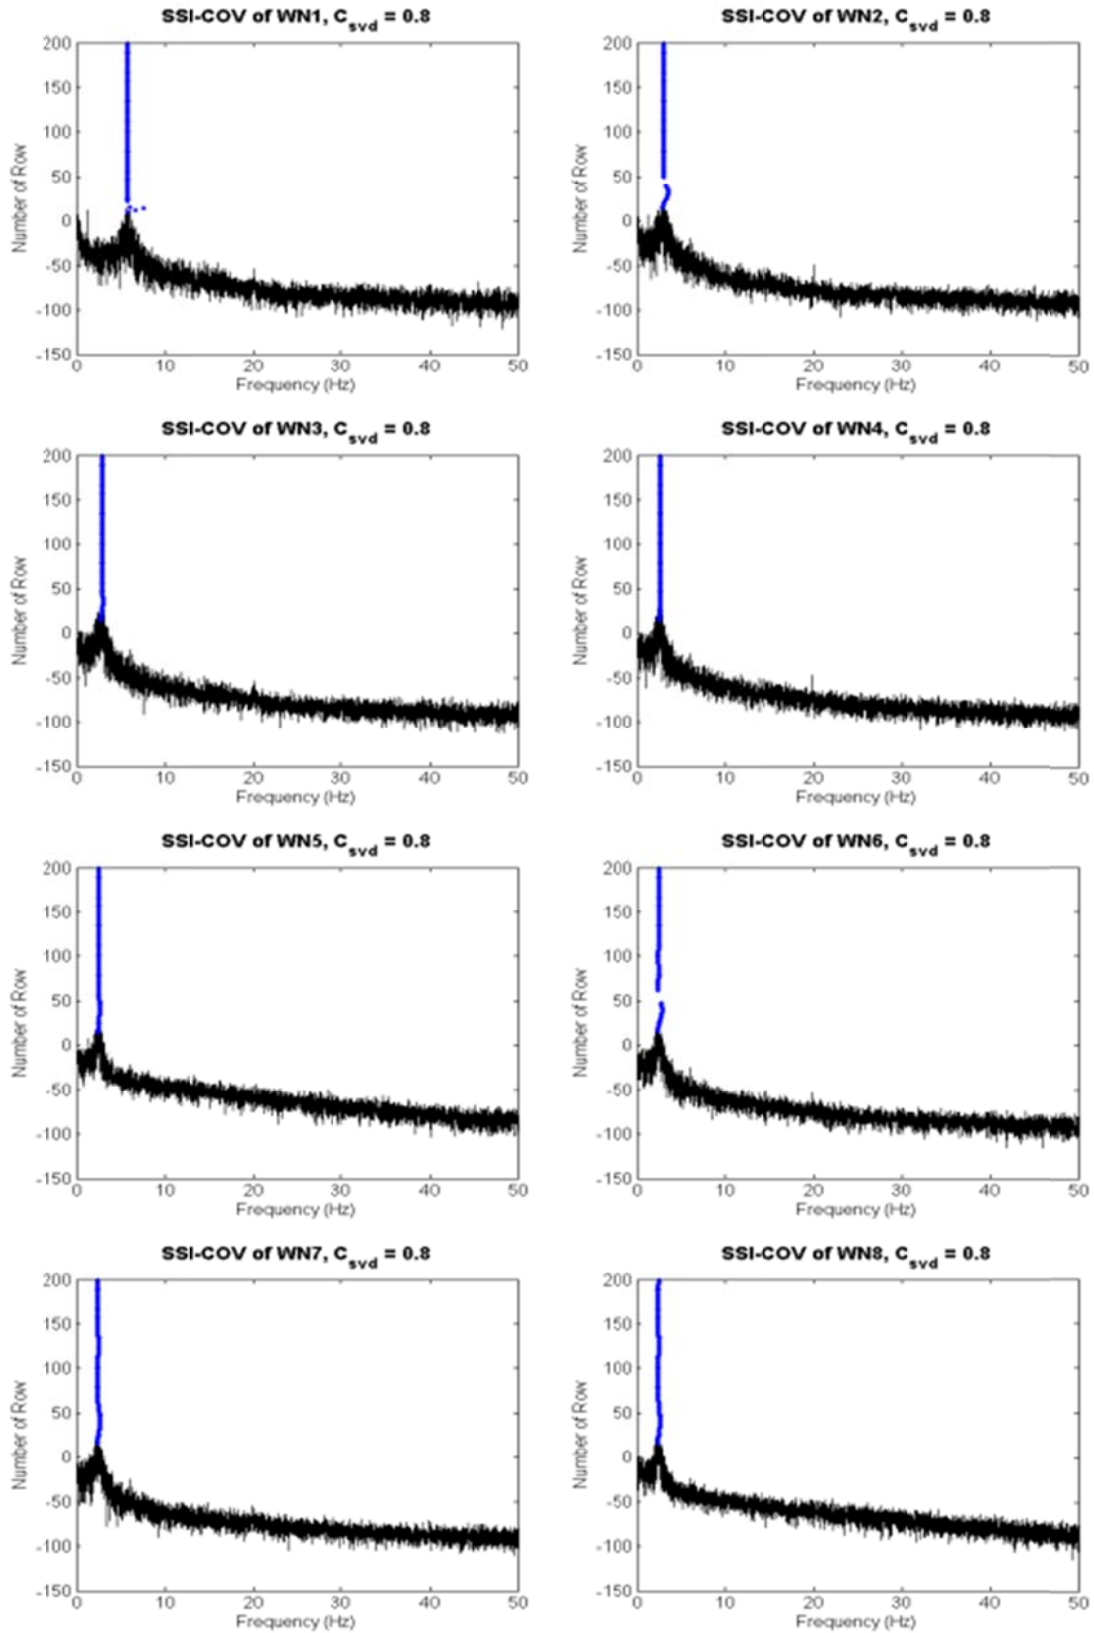 SSI-COV of WN1, Csvd = 0.8
200
150
100
50
0
-50
-100
-150
Number of Row
0 10 20 30 40 50
Frequency (Hz)
SSI-COV of WN2, Csvd = 0.8
200
150
100
50
0
-50
-100
-150
Number of Row
0 10 20 30 40 50
Frequency (Hz)
SSI-COV of WN3, Csvd = 0.8
200
150
100
50
0
-50
-100
-150
Number of Row
0 10 20 30 40 50
Frequency (Hz)
SSI-COV of WN4, Csvd = 0.8
200
150
100
50
0
-50
-100
-150
Number of Row
0 10 20 30 40 50
Frequency (Hz)
SSI-COV of WN5, Csvd = 0.8
200
150
100
50
0
-50
-100
-150
Number of Row
0 10 20 30 40 50
Frequency (Hz)
SSI-COV of WN6, Csvd = 0.8
200
150
100
50
0
-50
-100
-150
Number of Row
0 10 20 30 40 50
Frequency (Hz)
SSI-COV of WN7, Csvd = 0.8
200
150
100
50
0
-50
-100
-150
Number of Row
0 10 20 30 40 50
Frequency (Hz)
SSI-COV of WN8, Csvd = 0.8
200
150
100
50
0
-50
-100
-150
Number of Row
0 10 20 30 40 50
Frequency (Hz)